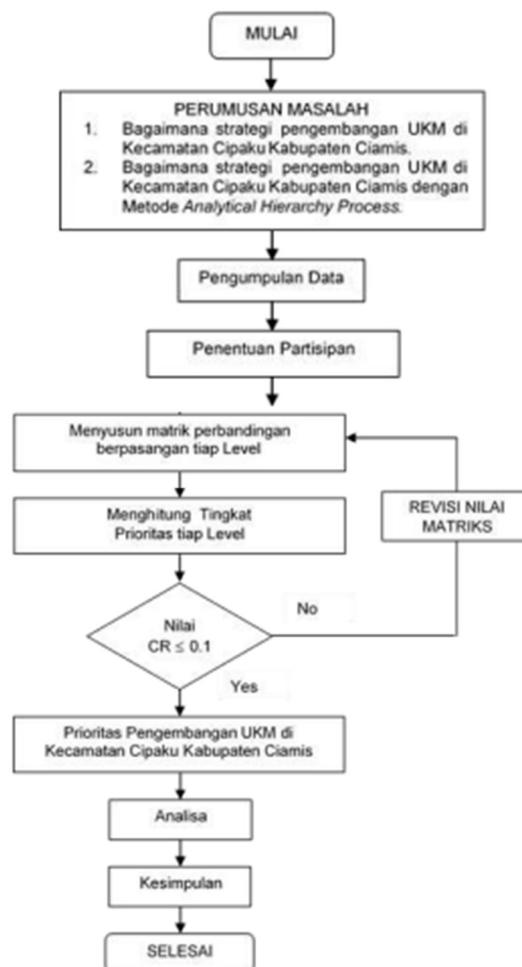 MULAI
PERUMUSAN MASALAH
1. Bagaimana strategi pengembangan UKM di
Kecamatan Cipaku Kabupaten Ciamis.
2. Bagaimana strategi pengembangan UKM di
Kecamatan Cipaku Kabupaten Ciamis dengan
Metode Analytical Hierarchy Process.
Pengumpulan Data
Penentuan Partisipan
Menyusun matrik perbandingan
berpasangan tiap Level
Menghitung Tingkat
Prioritas tiap Level
REVISI NILAI
MATRIKS
Nilai
CR ≤ 0.1
No
Yes
Prioritas Pengembangan UKM di
Kecamatan Cipaku Kabupaten Ciamis
Analisa
Kesimpulan
SELESAI